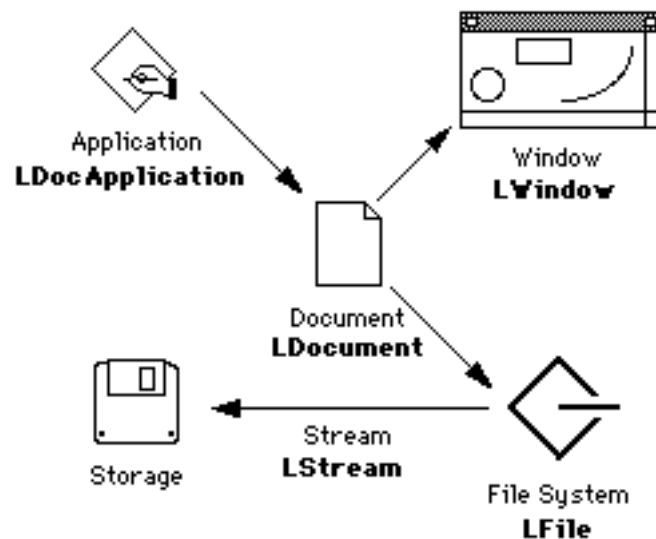 Application
LDocApplication
Window
LWindow
Document
LDocument
Stream
LStream
Storage
File System
LFile